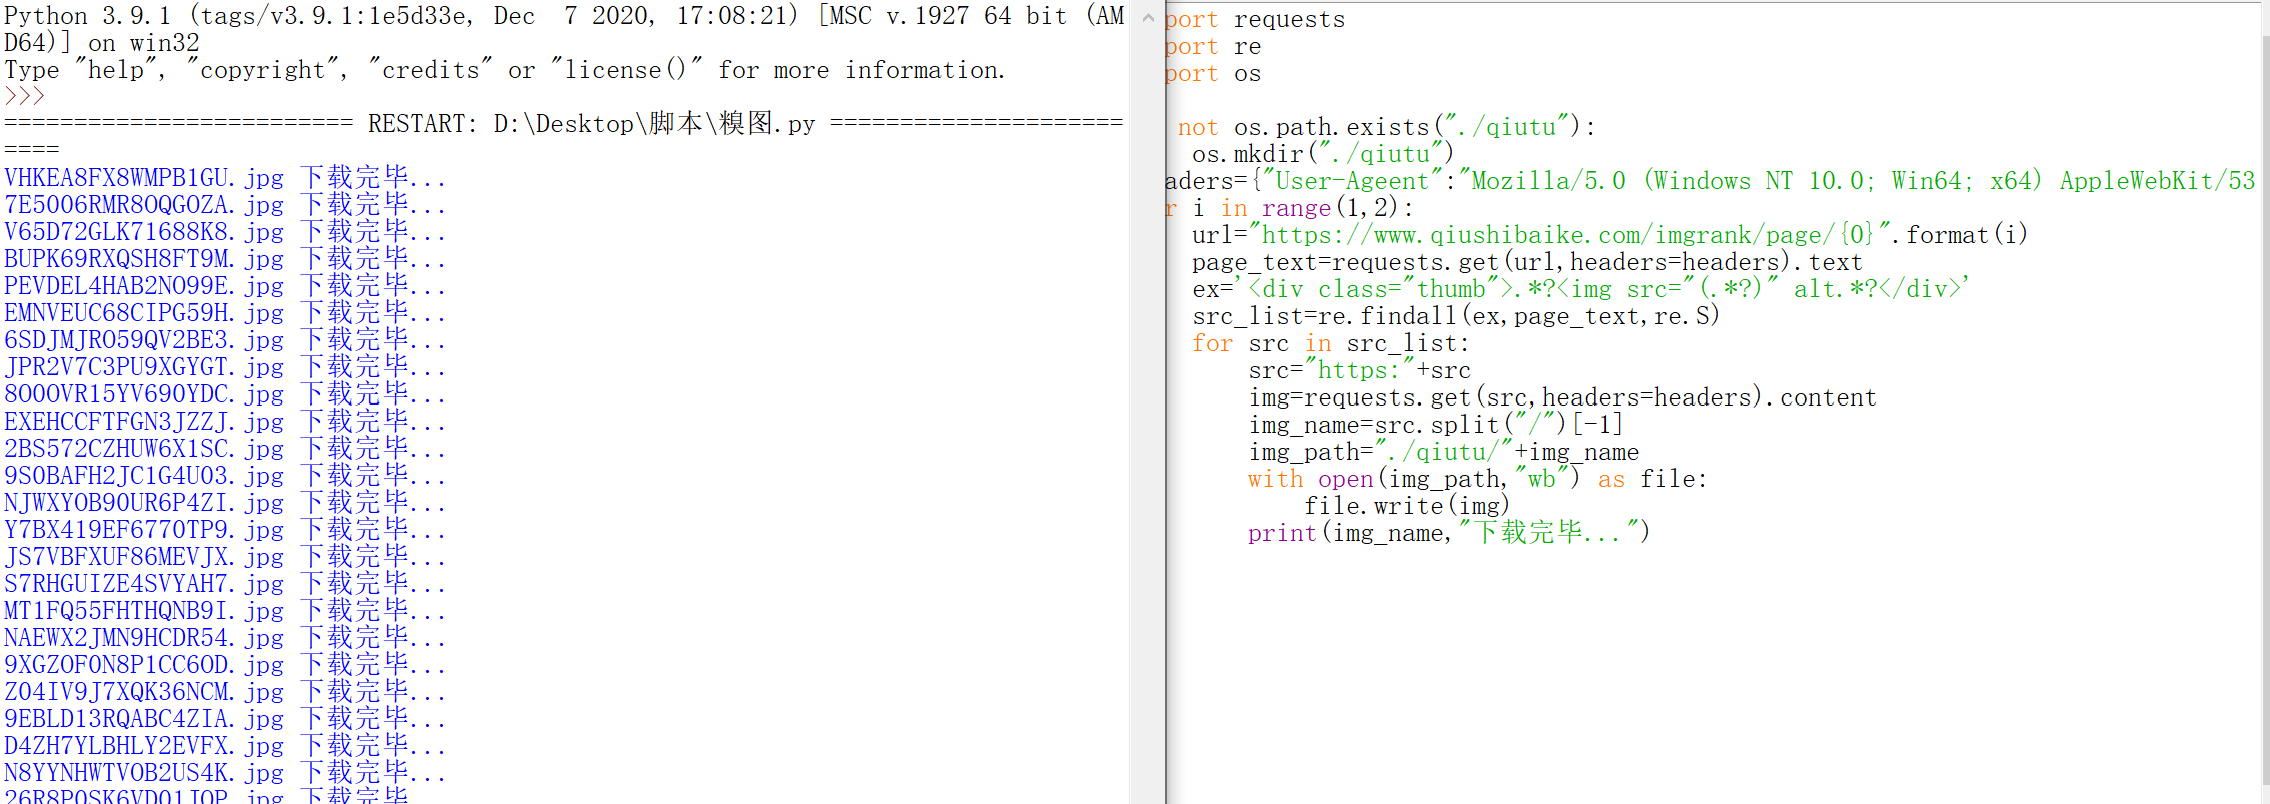 Python 3.9.1 (tags/v3.9.1:1e5d33e, Dec  7 2020, 17:08:21) [MSC v.1927 64 bit (AM
D64)] on win32
Type "help", "copyright", "credits" or "license()" for more information.
>>>
========================= RESTART: D:\Desktop\脚本\糗图.py =====================
====
VHKEA8FX8WMPB1GU.jpg 下载完毕...
7E5006RMR8OQGOZA.jpg 下载完毕...
V65D72GLK71688K8.jpg 下载完毕...
BUPK69RXQSH8FT9M.jpg 下载完毕...
PEVDEL4HAB2NO99E.jpg 下载完毕...
EMNVEUC68CIPG59H.jpg 下载完毕...
6SDJMJRO59QV2BE3.jpg 下载完毕...
JPR2V7C3PU9XGYGT.jpg 下载完毕...
8OOOVR15YV690YDC.jpg 下载完毕...
EXEHCCFTFGN3JZZJ.jpg 下载完毕...
2BS572CZHUW6X1SC.jpg 下载完毕...
9S0BAFH2JC1G4U03.jpg 下载完毕...
NJWXYOB90UR6P4ZI.jpg 下载完毕...
Y7BX419EF6770TP9.jpg 下载完毕...
JS7VBFXUF86MEVJX.jpg 下载完毕...
S7RHGUIZE4SVYAH7.jpg 下载完毕...
MT1FQ55FHTHQNB9I.jpg 下载完毕...
NAEWX2JMN9HCDR54.jpg 下载完毕...
9XGZOF0N8P1CC6OD.jpg 下载完毕...
Z04IV9J7XQK36NCM.jpg 下载完毕...
9EBLD13RQABC4ZIA.jpg 下载完毕...
D4ZH7YLBHLY2EVFX.jpg 下载完毕...
N8YYNHWTVOB2US4K.jpg 下载完毕...
26R8P0SK6VDO1JOP.jpg 下载完毕
port requests
port re
port os
not os.path.exists("./qiutu"):
os.mkdir("./qiutu")
aders={"User-Ageent":"Mozilla/5.0 (Windows NT 10.0; Win64; x64) AppleWebKit/53
r i in range(1,2):
url="https://www.qiushibaike.com/imgrank/page/{0}".format(i)
page_text=requests.get(url,headers=headers).text
ex='<div class="thumb">.*?<img src="(.*?)" alt.*?</div>'
src_list=re.findall(ex,page_text,re.S)
for src in src_list:
src="https:"+src
img=requests.get(src,headers=headers).content
img_name=src.split("/")[-1]
img_path="./qiutu/"+img_name
with open(img_path,"wb") as file:
file.write(img)
print(img_name,"下载完毕...")